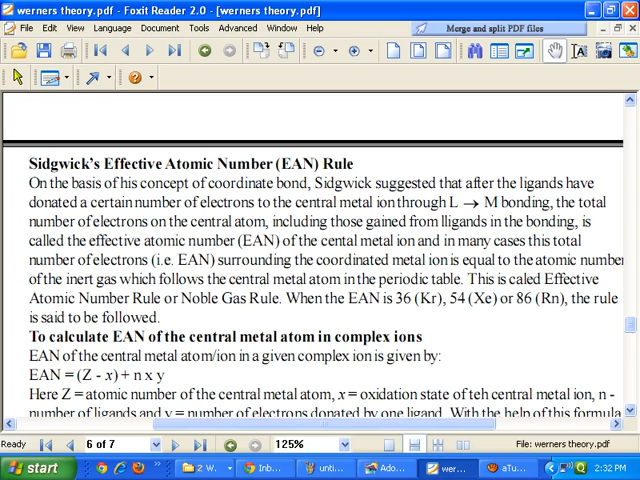 werners theory.pdf - Foxit Reader 2.0 - [werners theory.pdf]
File Edit View Language Document Tools Advanced Window Help
Merge and split PDF files
Sidgwick's Effective Atomic Number (EAN) Rule
On the basis of his concept of coordinate bond, Sidgwick suggested that after the ligands have
donated a certain number of electrons to the central metal ion through L → M bonding, the total
number of electrons on the central atom, including those gained from lligands in the bonding, is
called the effective atomic number (EAN) of the cental metal ion and in many cases this total
number of electrons (i.e. EAN) surrounding the coordinated metal ion is equal to the atomic number
of the inert gas which follows the central metal atom in the periodic table. This is caled Effective
Atomic Number Rule or Noble Gas Rule. When the EAN is 36 (Kr), 54 (Xe) or 86 (Rn), the rule
is said to be followed.
To calculate EAN of the central metal atom in complex ions
EAN of the central metal atom/ion in a given complex ion is given by:
EAN = (Z - x) + n x y
Here Z = atomic number of the central metal atom, x = oxidation state of teh central metal ion, n -
number of ligands and y = number of electrons donated by one ligand. With the help of this formula
Ready 6 of 7 125% File: werners theory.pdf
start 2 W... Inb... unti... Ado... wer... aTu... 2:32 PM